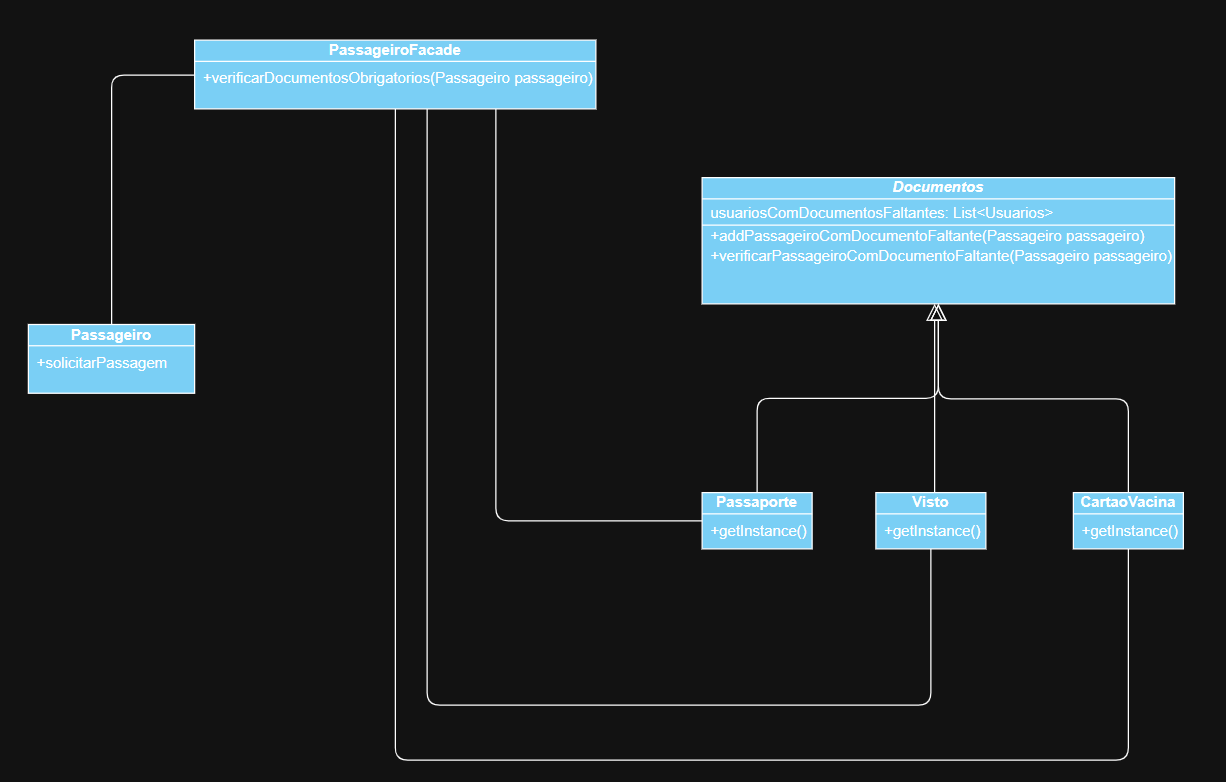 PassageiroFacade
+verificarDocumentosObrigatorios(Passageiro passageiro)
Documentos
usuariosComDocumentosFaltantes: List<Usuarios>
+addPassageiroComDocumentoFaltante(Passageiro passageiro)
+verificarPassageiroComDocumentoFaltante(Passageiro passageiro)
Passageiro
+solicitarPassagem
Passaporte
+getInstance()
Visto
+getInstance()
CartaoVacina
+getInstance()